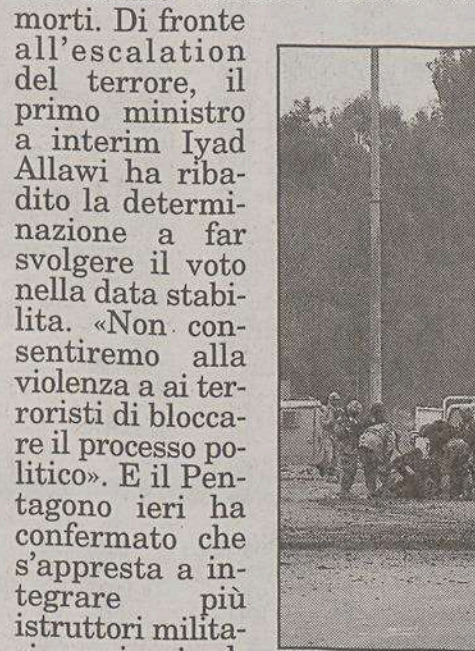 morti. Di fronte
all'escalation
del terrore, il
primo ministro
a interim Iyad
Allawi ha riba-
dito la determi-
nazione a far
svolgere il voto
nella data stabi-
lita. «Non con-
sentiremo alla
violenza a ai ter-
roristi di blocca-
re il processo po-
litico». E il Pen-
tagono ieri ha
confermato che
s'appresta a in-
tegrare più
istruttori milita-